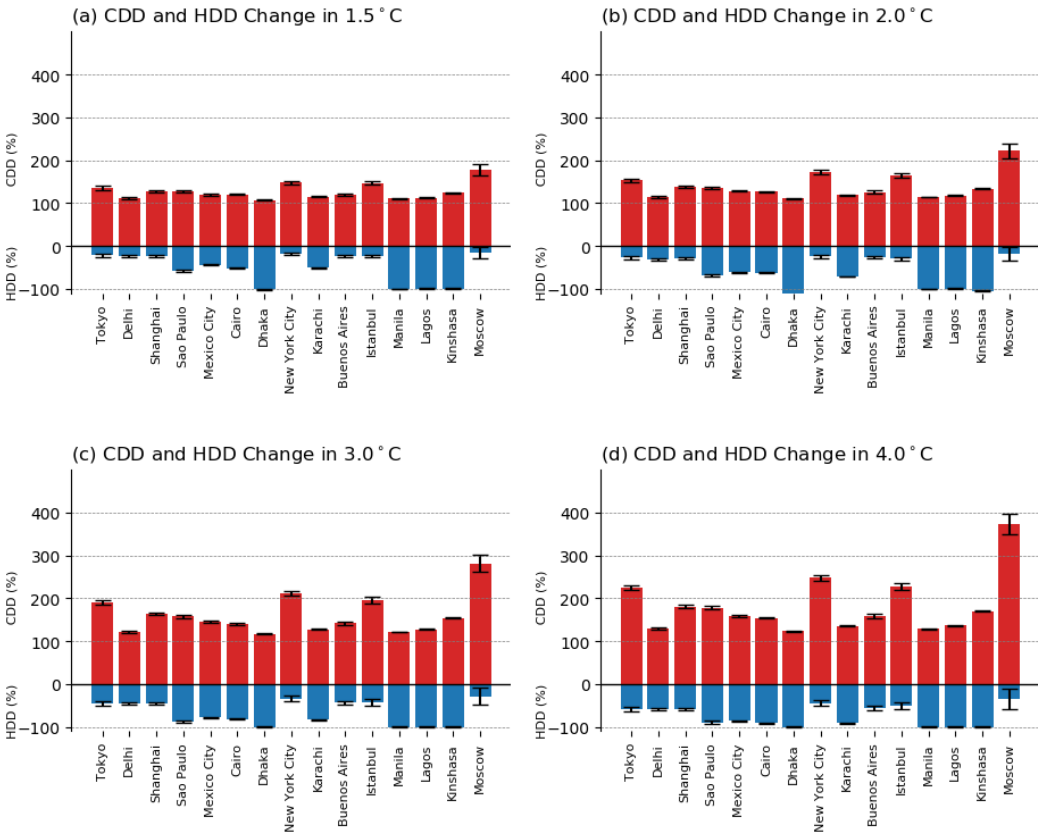 (a) CDD and HDD Change in 1.5°C
400
300
200
100
0
−100
CDD (%)
HDD (%)
Tokyo
Delhi
Shanghai
Sao Paulo
Mexico City
Cairo
Dhaka
New York City
Karachi
Buenos Aires
Istanbul
Manila
Lagos
Kinshasa
Moscow
(b) CDD and HDD Change in 2.0°C
400
300
200
100
0
−100
CDD (%)
HDD (%)
Tokyo
Delhi
Shanghai
Sao Paulo
Mexico City
Cairo
Dhaka
New York City
Karachi
Buenos Aires
Istanbul
Manila
Lagos
Kinshasa
Moscow
(c) CDD and HDD Change in 3.0°C
400
300
200
100
0
−100
CDD (%)
HDD (%)
Tokyo
Delhi
Shanghai
Sao Paulo
Mexico City
Cairo
Dhaka
New York City
Karachi
Buenos Aires
Istanbul
Manila
Lagos
Kinshasa
Moscow
(d) CDD and HDD Change in 4.0°C
400
300
200
100
0
−100
CDD (%)
HDD (%)
Tokyo
Delhi
Shanghai
Sao Paulo
Mexico City
Cairo
Dhaka
New York City
Karachi
Buenos Aires
Istanbul
Manila
Lagos
Kinshasa
Moscow